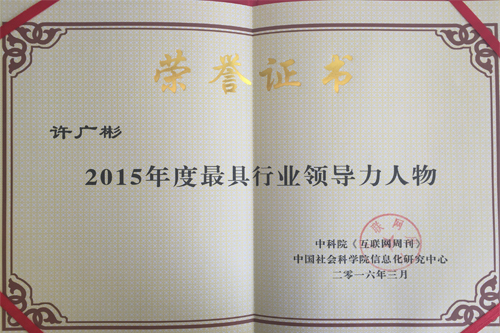 荣誉证书
许广彬
2015年度最具行业领导力人物
中科院《互联网周刊》
中国社会科学院信息化研究中心
二零一六年三月